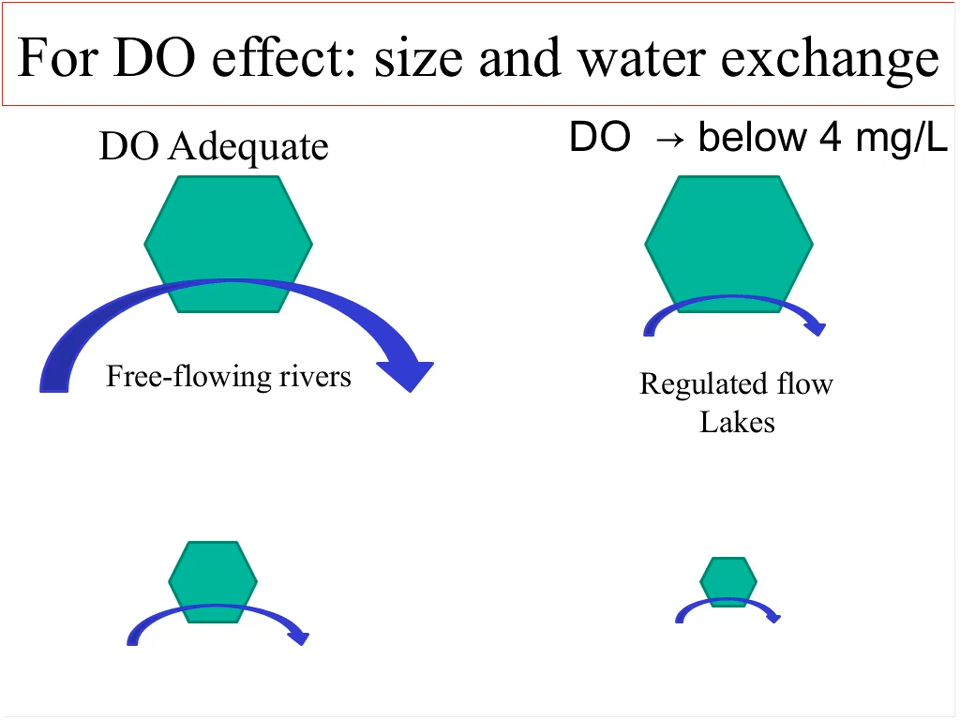 For DO effect: size and water exchange
DO Adequate
DO → below 4 mg/L
Free-flowing rivers
Regulated flow
Lakes